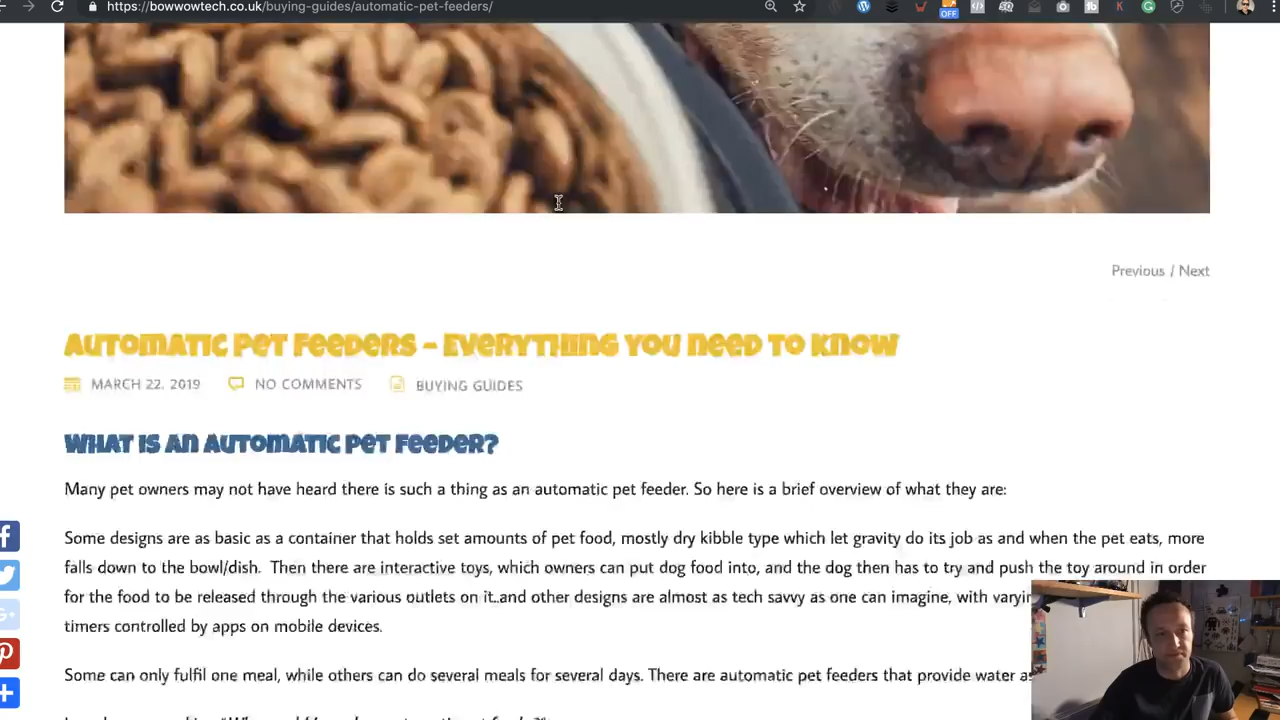 https://bowwowtech.co.uk/buying-guides/automatic-pet-feeders/
OFF
Previous / Next
Automatic Pet Feeders – Everything You Need To Know
MARCH 22, 2019 NO COMMENTS BUYING GUIDES
What is an Automatic Pet Feeder?
Many pet owners may not have heard there is such a thing as an automatic pet feeder. So here is a brief overview of what they are:
Some designs are as basic as a container that holds set amounts of pet food, mostly dry kibble type which let gravity do its job as and when the pet eats, more
falls down to the bowl/dish. Then there are interactive toys, which owners can put dog food into, and the dog then has to try and push the toy around in order
for the food to be released through the various outlets on it..and other designs are almost as tech savvy as one can imagine, with
timers controlled by apps on mobile devices.
Some can only fulfil one meal, while others can do several meals for several days. There are automatic pet feeders that provide water